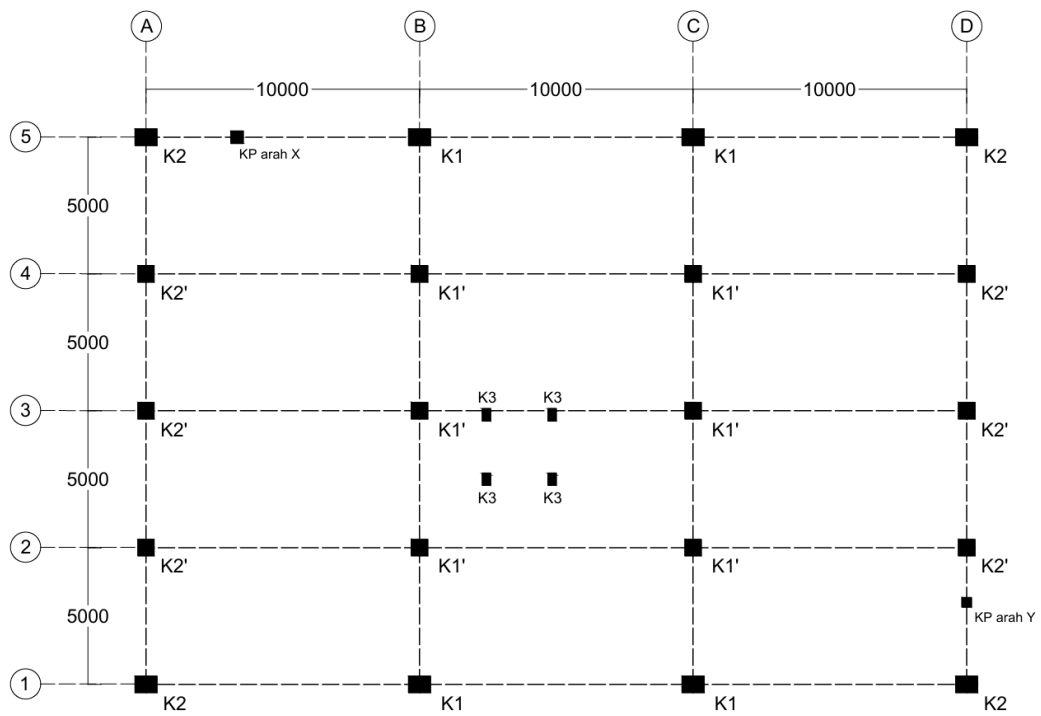 A B C D
10000 10000 10000
5
K2 KP arah X K1 K1 K2
5000
4
K2' K1' K1' K2'
5000
3
K3 K3
K2' K1' K1' K2'
5000
K3 K3
2
K2' K1' K1' K2'
5000
KP arah Y
1
K2 K1 K1 K2